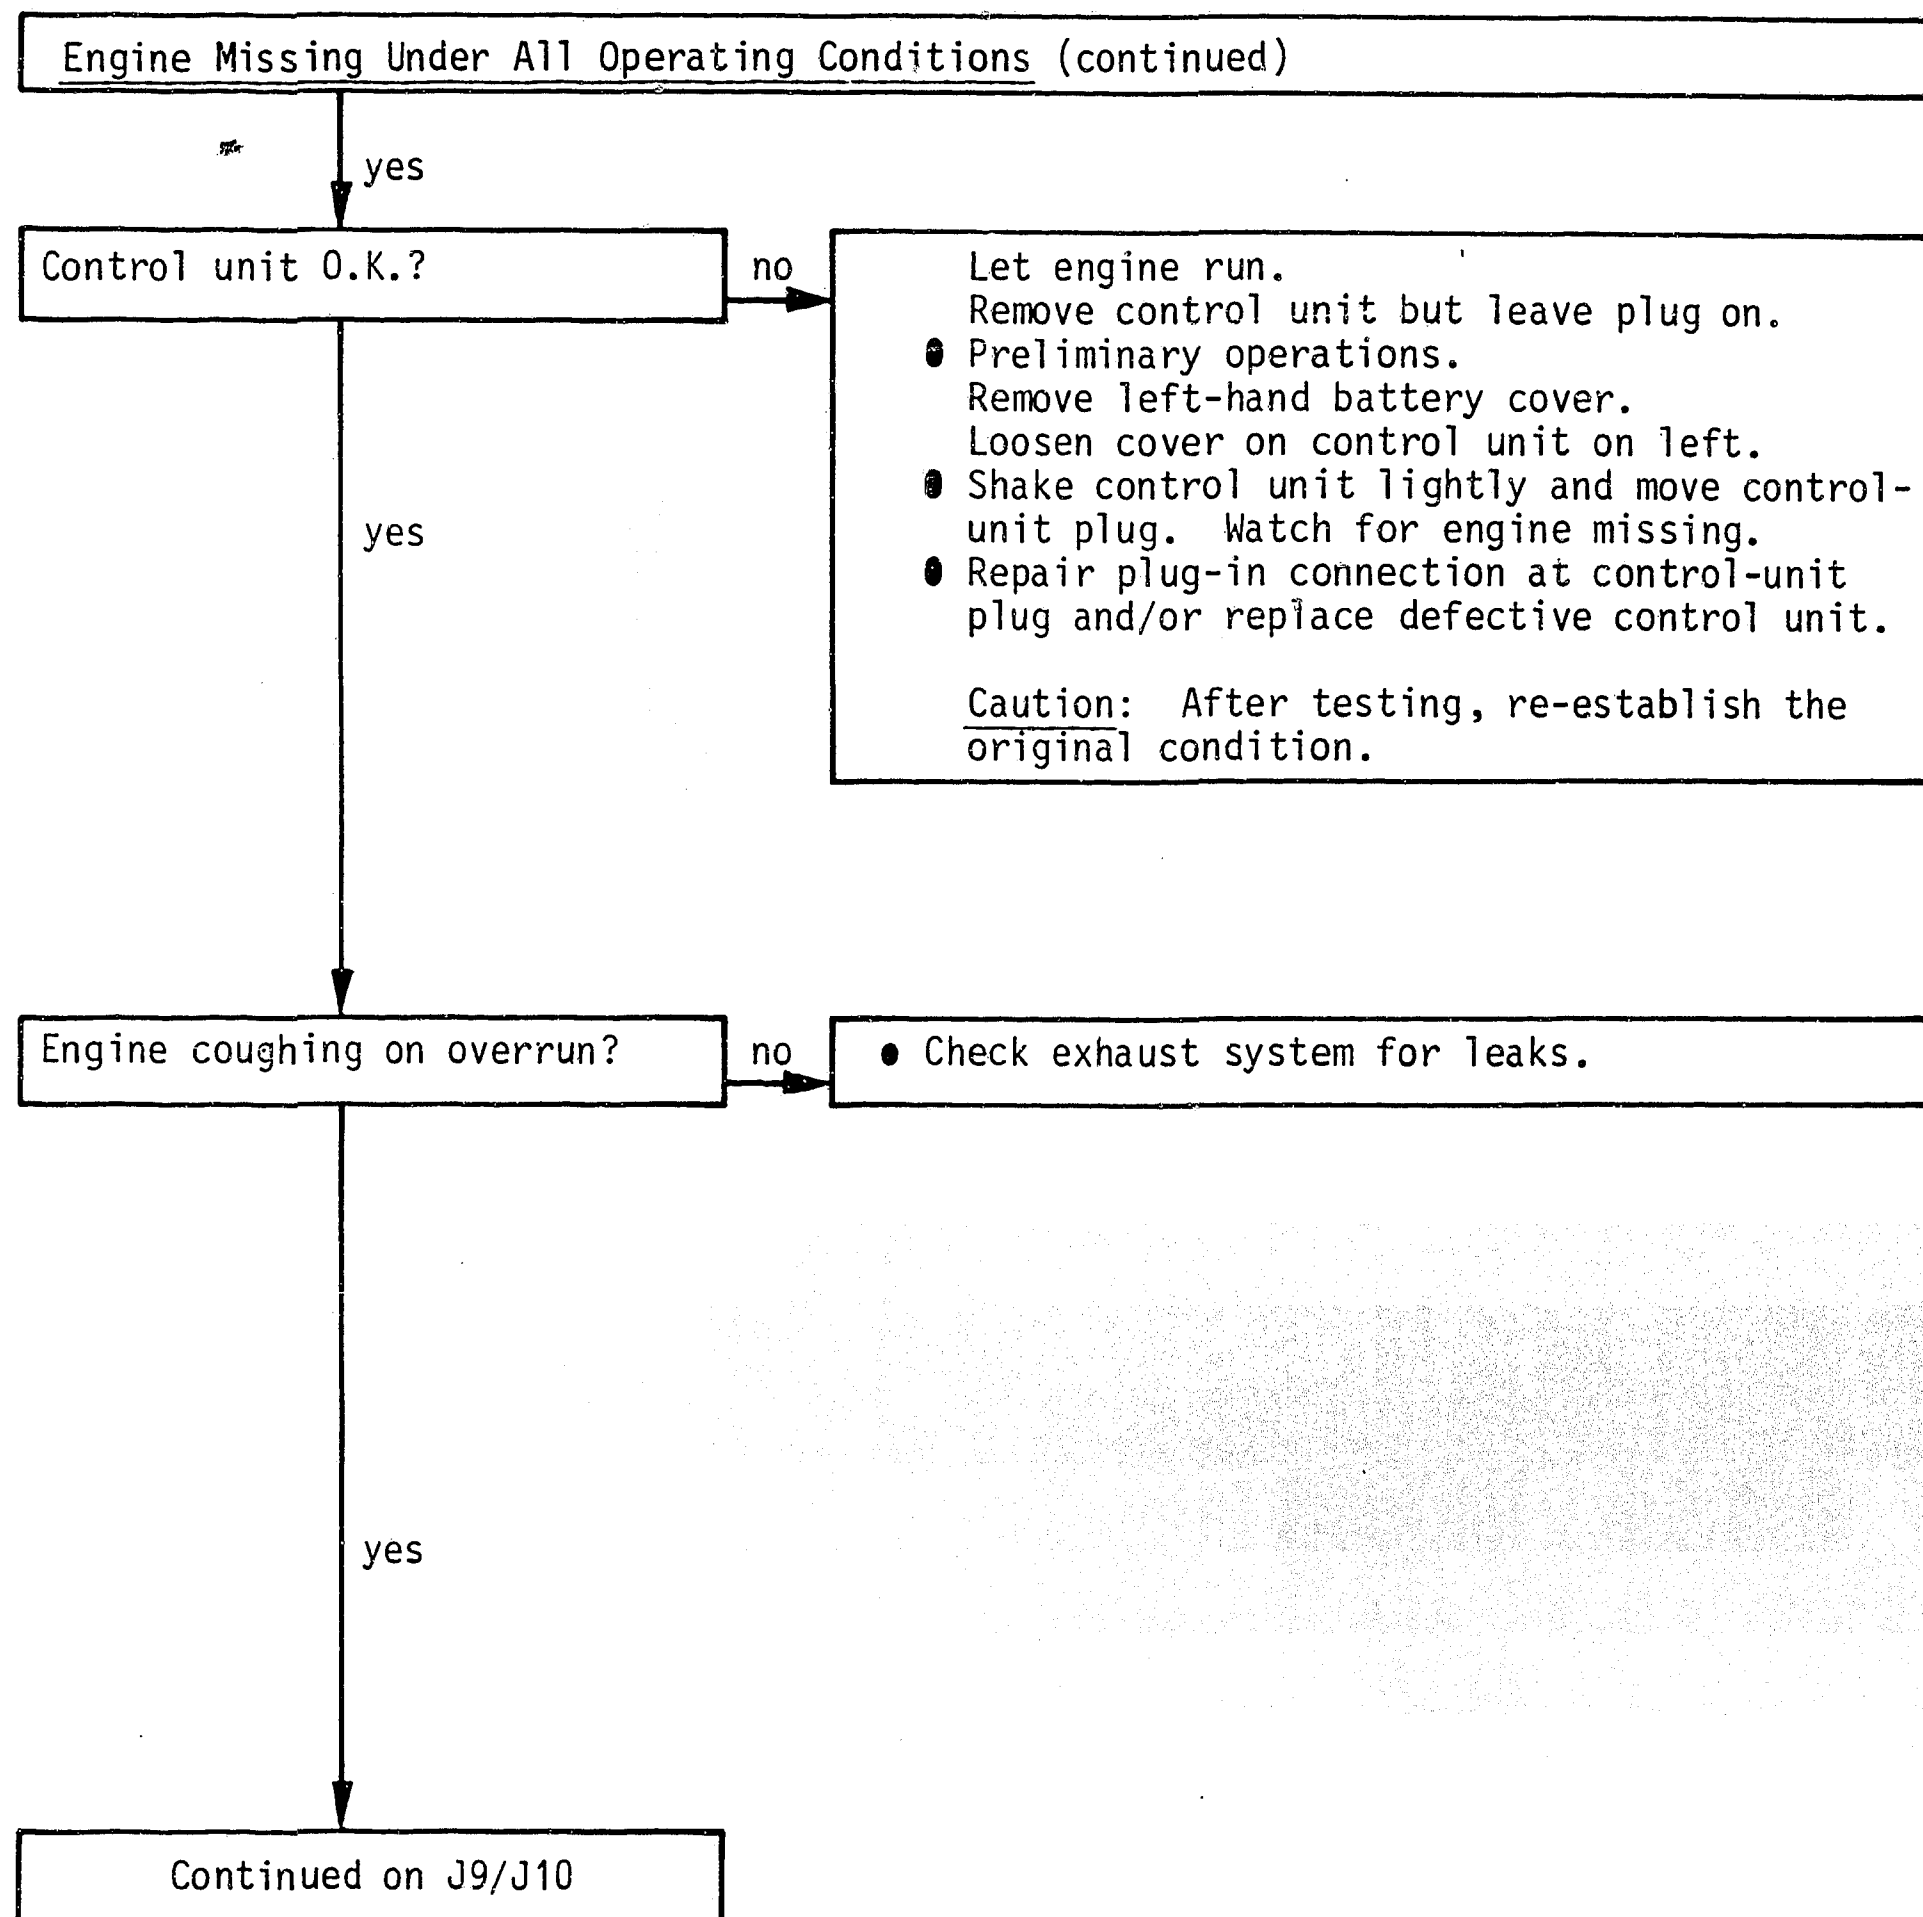 Engine Missing Under All Operating Conditions (continued)
yes
Control unit O.K.?
no
Let engine run.
Remove control unit but leave plug on.
● Preliminary operations.
Remove left-hand battery cover.
Loosen cover on control unit on left.
● Shake control unit lightly and move control-
unit plug. Watch for engine missing.
● Repair plug-in connection at control-unit
plug and/or replace defective control unit.
Caution: After testing, re-establish the
original condition.
yes
Engine coughing on overrun?
no
● Check exhaust system for leaks.
yes
Continued on J9/J10